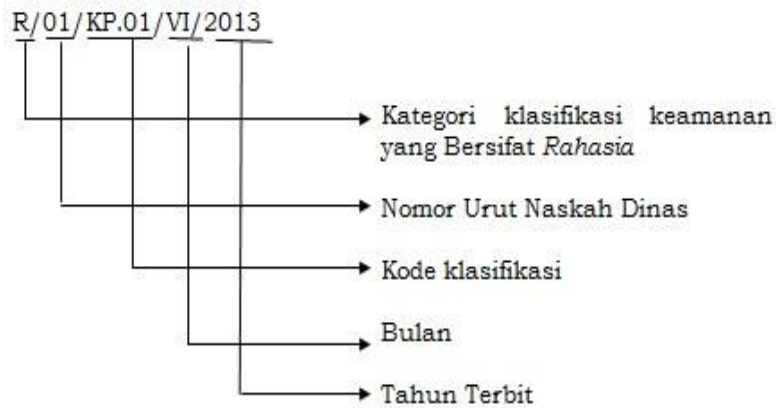 R/01/KP.01/VI/2013
Kategori klasifikasi keamanan
yang Bersifat Rahasia
Nomor Urut Naskah Dinas
Kode klasifikasi
Bulan
Tahun Terbit